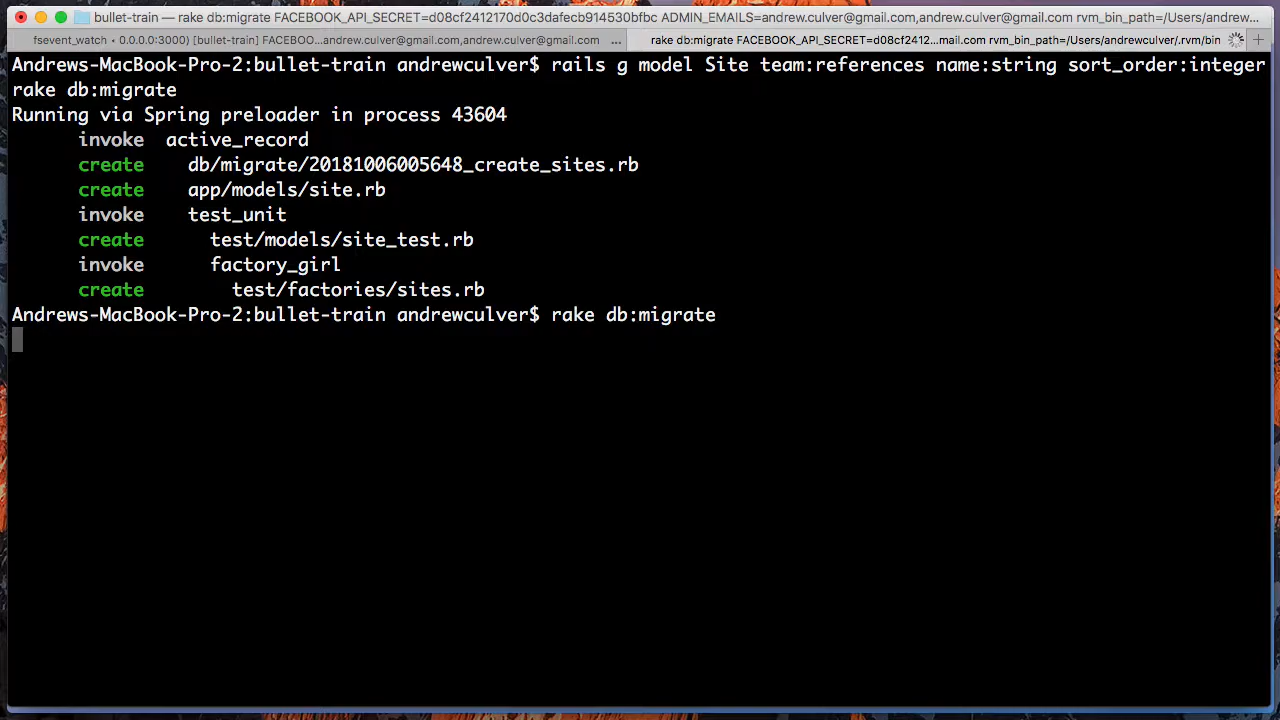 bullet-train — rake db:migrate FACEBOOK_API_SECRET=d08cf2412170d0c3dafecb914530bfbc ADMIN_EMAILS=andrew.culver@gmail.com,andrew.culver@gmail.com rvm_bin_path=/Users/andrew...
fsevent_watch • 0.0.0.0:3000) [bullet-train] FACEBOO...andrew.culver@gmail.com,andrew.culver@gmail.com ...
rake db:migrate FACEBOOK_API_SECRET=d08cf2412...mail.com rvm_bin_path=/Users/andrewculver/.rvm/bin
Andrews-MacBook-Pro-2:bullet-train andrewculver$ rails g model Site team:references name:string sort_order:integer
rake db:migrate
Running via Spring preloader in process 43604
invoke active_record
create db/migrate/20181006005648_create_sites.rb
create app/models/site.rb
invoke test_unit
create test/models/site_test.rb
invoke factory_girl
create test/factories/sites.rb
Andrews-MacBook-Pro-2:bullet-train andrewculver$ rake db:migrate